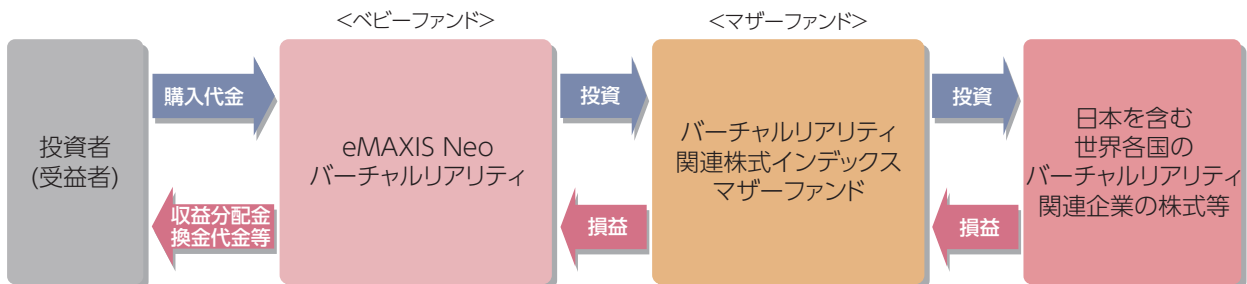 <ベビーファンド>
<マザーファンド>
投資者
(受益者)
購入代金
収益分配金
換金代金等
eMAXIS Neo
バーチャルリアリティ
投資
損益
バーチャルリアリティ
関連株式インデックス
マザーファンド
投資
損益
日本を含む
世界各国の
バーチャルリアリティ
関連企業の株式等